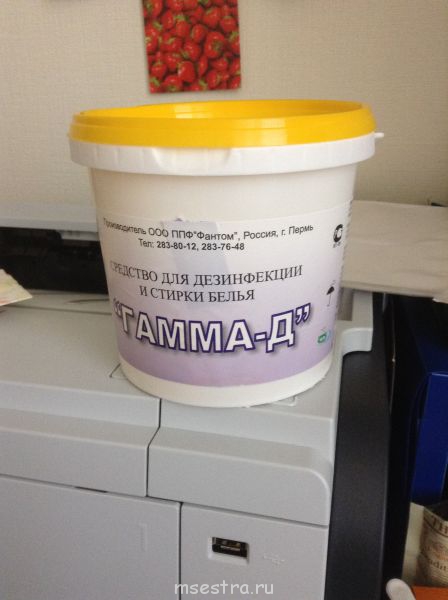 Производитель ООО ППФ"Фантом", Россия, г. Пермь
Тел: 283-80-12, 283-76-48
СРЕДСТВО ДЛЯ ДЕЗИНФЕКЦИИ
И СТИРКИ БЕЛЬЯ
"ГАММА-Д"
msestra.ru